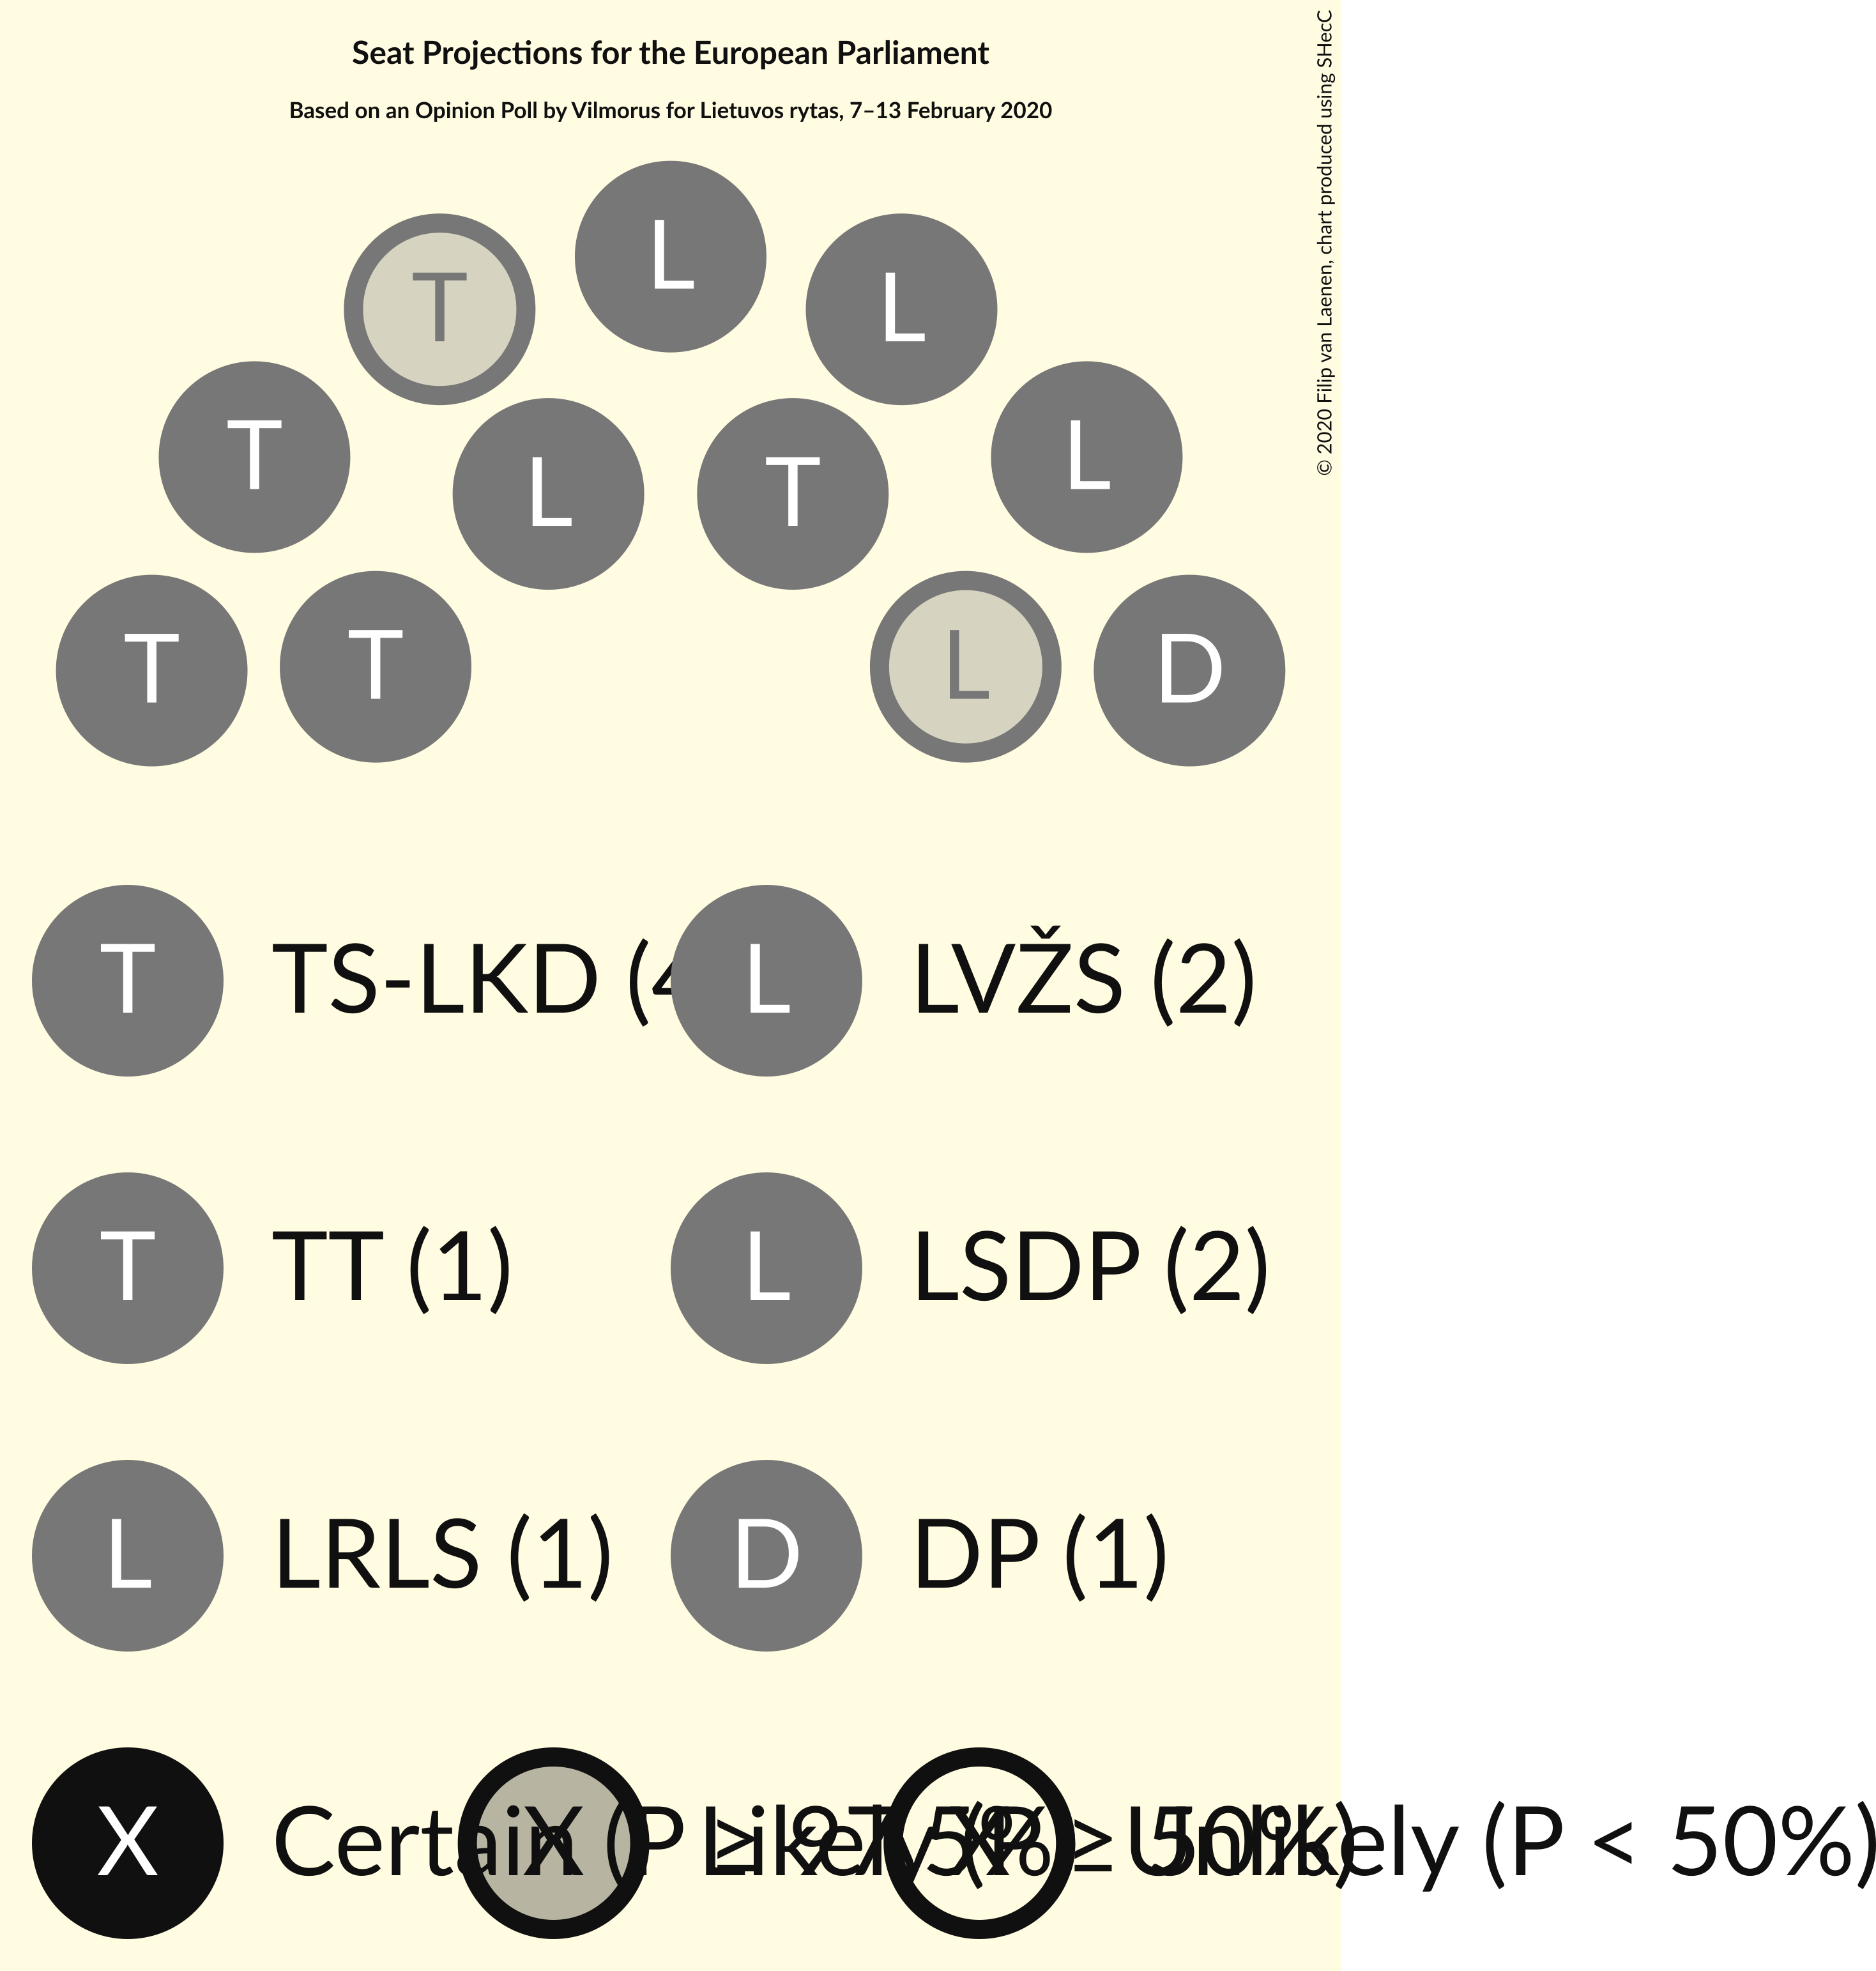 Seat Projections for the European Parliament
Based on an Opinion Poll by Vilmorus for Lietuvos rytas, 7–13 February 2020
© 2020 Filip van Laenen, chart produced using SHecC
L
T
L
T
L
L
T
T
T
L
D
T TS-LKD (4
L LVŽS (2)
T TT (1)
L LSDP (2)
L LRLS (1)
D DP (1)
X Certain (P ≥
X Likely (P ≥ 50%)
X Unlikely (P < 50%)